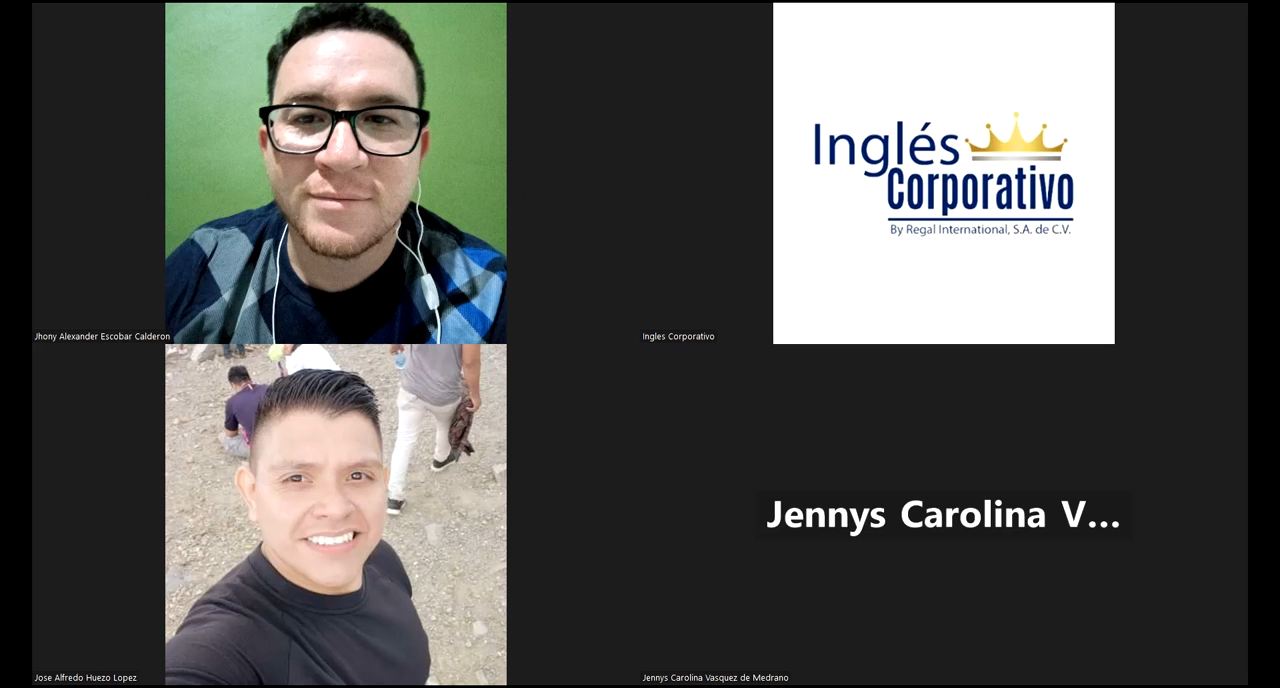 Jhony Alexander Escobar Calderon
Inglés
Corporativo
By Regal International, S.A. de C.V.
Ingles Corporativo
Jose Alfredo Huezo Lopez
Jennys Carolina V...
Jennys Carolina Vasquez de Medrano